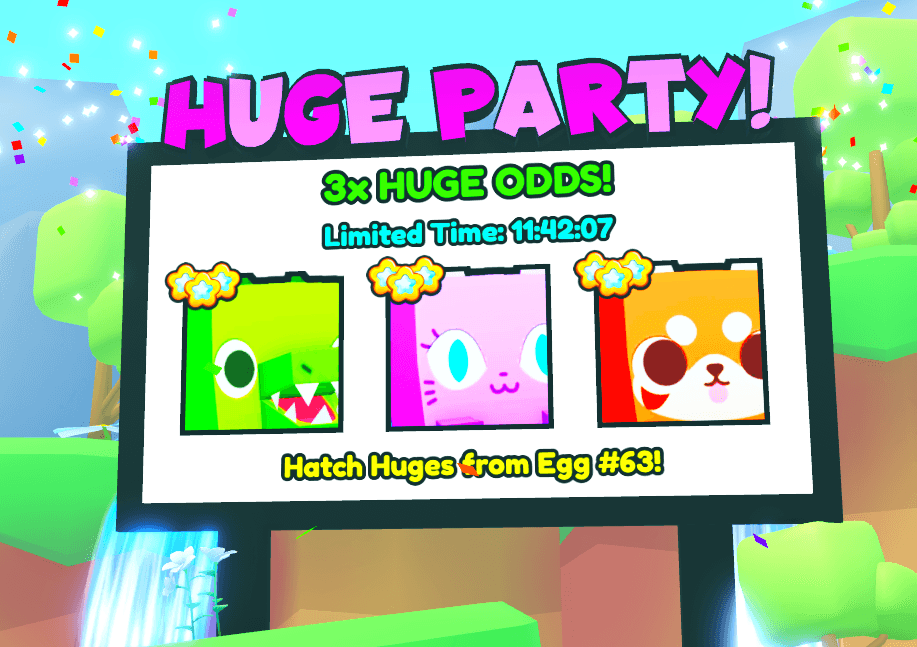 HUGE PARTY!
3x HUGE ODDS!
Limited Time: 11:42:07
Hatch Huges from Egg #63!